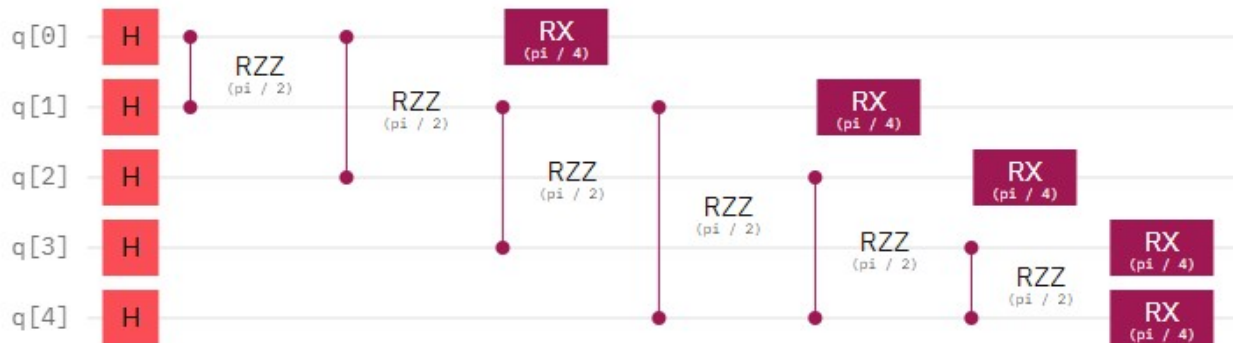 q[0] H RX
(pi / 4)
RZZ
(pi / 2)
q[1] H RZZ RX
(pi / 2) (pi / 4)
q[2] H RZZ RX
(pi / 2) (pi / 4)
RZZ
(pi / 2)
q[3] H RZZ RX
(pi / 2) (pi / 4)
RZZ
(pi / 2)
q[4] H RX
(pi / 4)